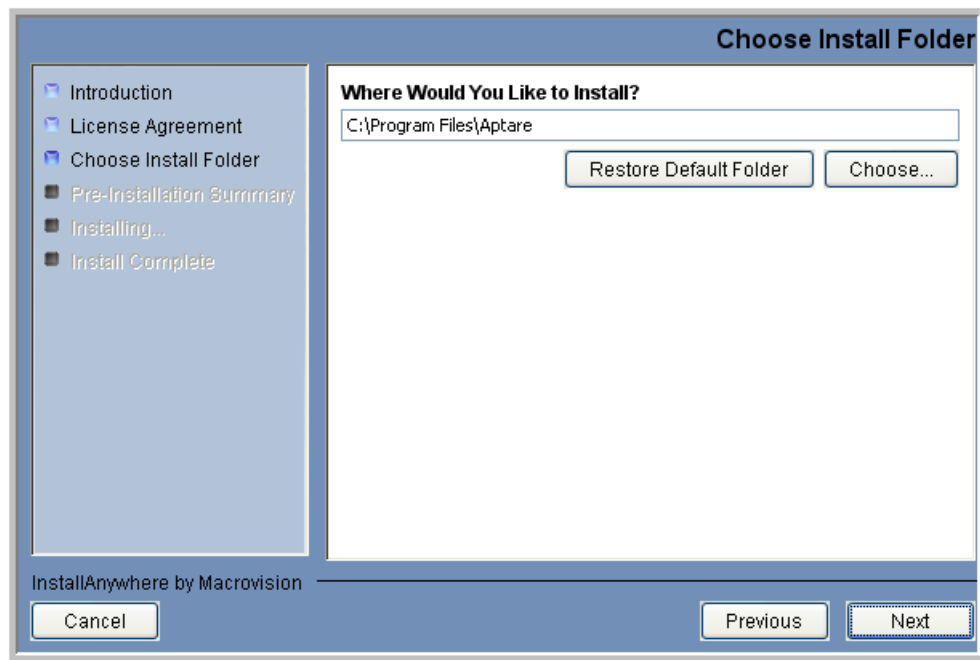 Choose Install Folder
Introduction
License Agreement
Choose Install Folder
Pre-Installation Summary
Installing...
Install Complete
Where Would You Like to Install?
C:\Program Files\Aptare
Restore Default Folder
Choose...
InstallAnywhere by Macrovision
Cancel
Previous
Next